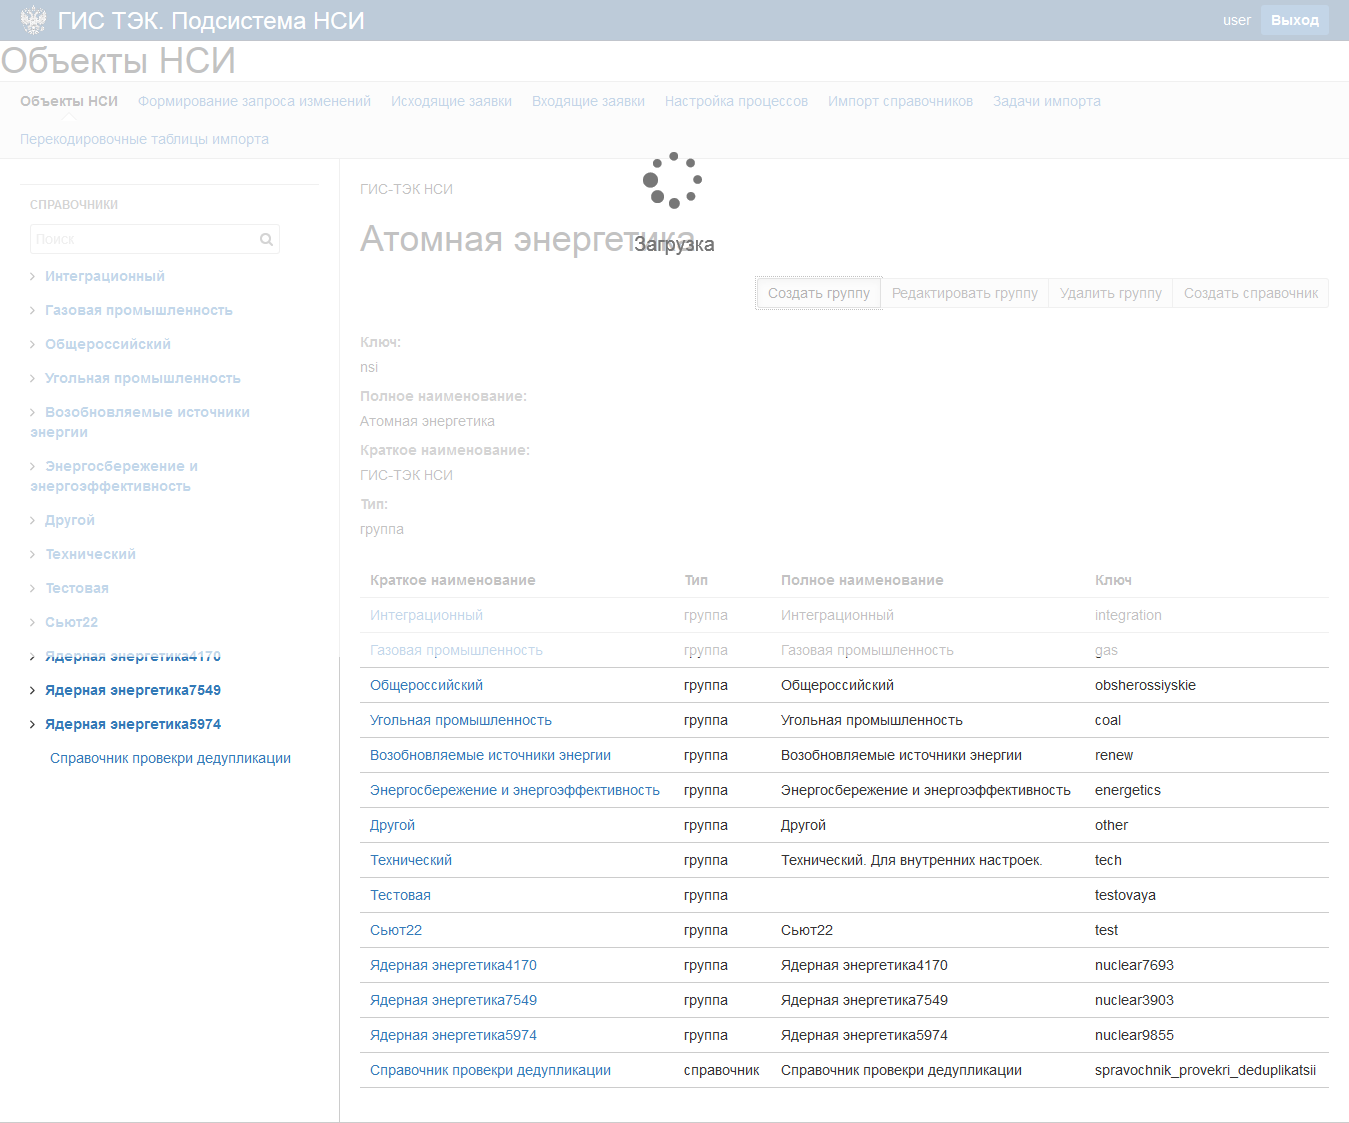 ГИС ТЭК. Подсистема НСИ
user
Выход
Объекты НСИ
Объекты НСИ Формирование запроса изменений Исходящие заявки Входящие заявки Настройка процессов Импорт справочников Задачи импорта
Перекодировочные таблицы импорта
СПРАВОЧНИКИ
Поиск
Интеграционный
Газовая промышленность
Общероссийский
Угольная промышленность
Возобновляемые источники
энергии
Энергосбережение и
энергоэффективность
Другой
Технический
Тестовая
Сьют22
Ядерная энергетика4170
Ядерная энергетика7549
Ядерная энергетика5974
Справочник провекри дедупликации
ГИС-ТЭК НСИ
Атомная энергетика
Загрузка
Создать группу Редактировать группу Удалить группу Создать справочник
Ключ:
nsi
Полное наименование:
Атомная энергетика
Краткое наименование:
ГИС-ТЭК НСИ
Тип:
группа
Краткое наименование Тип Полное наименование Ключ
Интеграционный группа Интеграционный integration
Газовая промышленность группа Газовая промышленность gas
Общероссийский группа Общероссийский obsherossiyskie
Угольная промышленность группа Угольная промышленность coal
Возобновляемые источники энергии группа Возобновляемые источники энергии renew
Энергосбережение и энергоэффективность группа Энергосбережение и энергоэффективность energetics
Другой группа Другой other
Технический группа Технический. Для внутренних настроек. tech
Тестовая группа testovaya
Сьют22 группа Сьют22 test
Ядерная энергетика4170 группа Ядерная энергетика4170 nuclear7693
Ядерная энергетика7549 группа Ядерная энергетика7549 nuclear3903
Ядерная энергетика5974 группа Ядерная энергетика5974 nuclear9855
Справочник провекри дедупликации справочник Справочник провекри дедупликации spravochnik_provekri_deduplikatsii